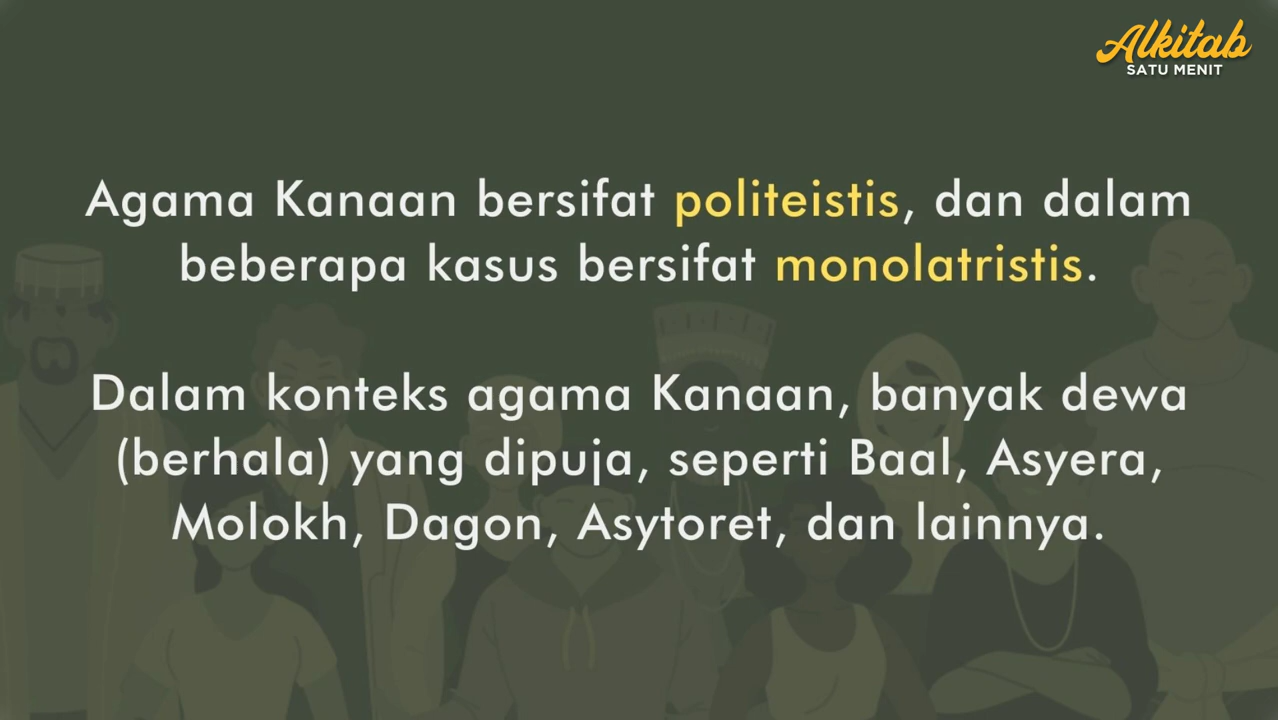 Alkitab
SATU MENIT
Agama Kanaan bersifat politeistis, dan dalam
beberapa kasus bersifat monolatristis.
Dalam konteks agama Kanaan, banyak dewa
(berhala) yang dipuja, seperti Baal, Asyera,
Molokh, Dagon, Asytoret, dan lainnya.